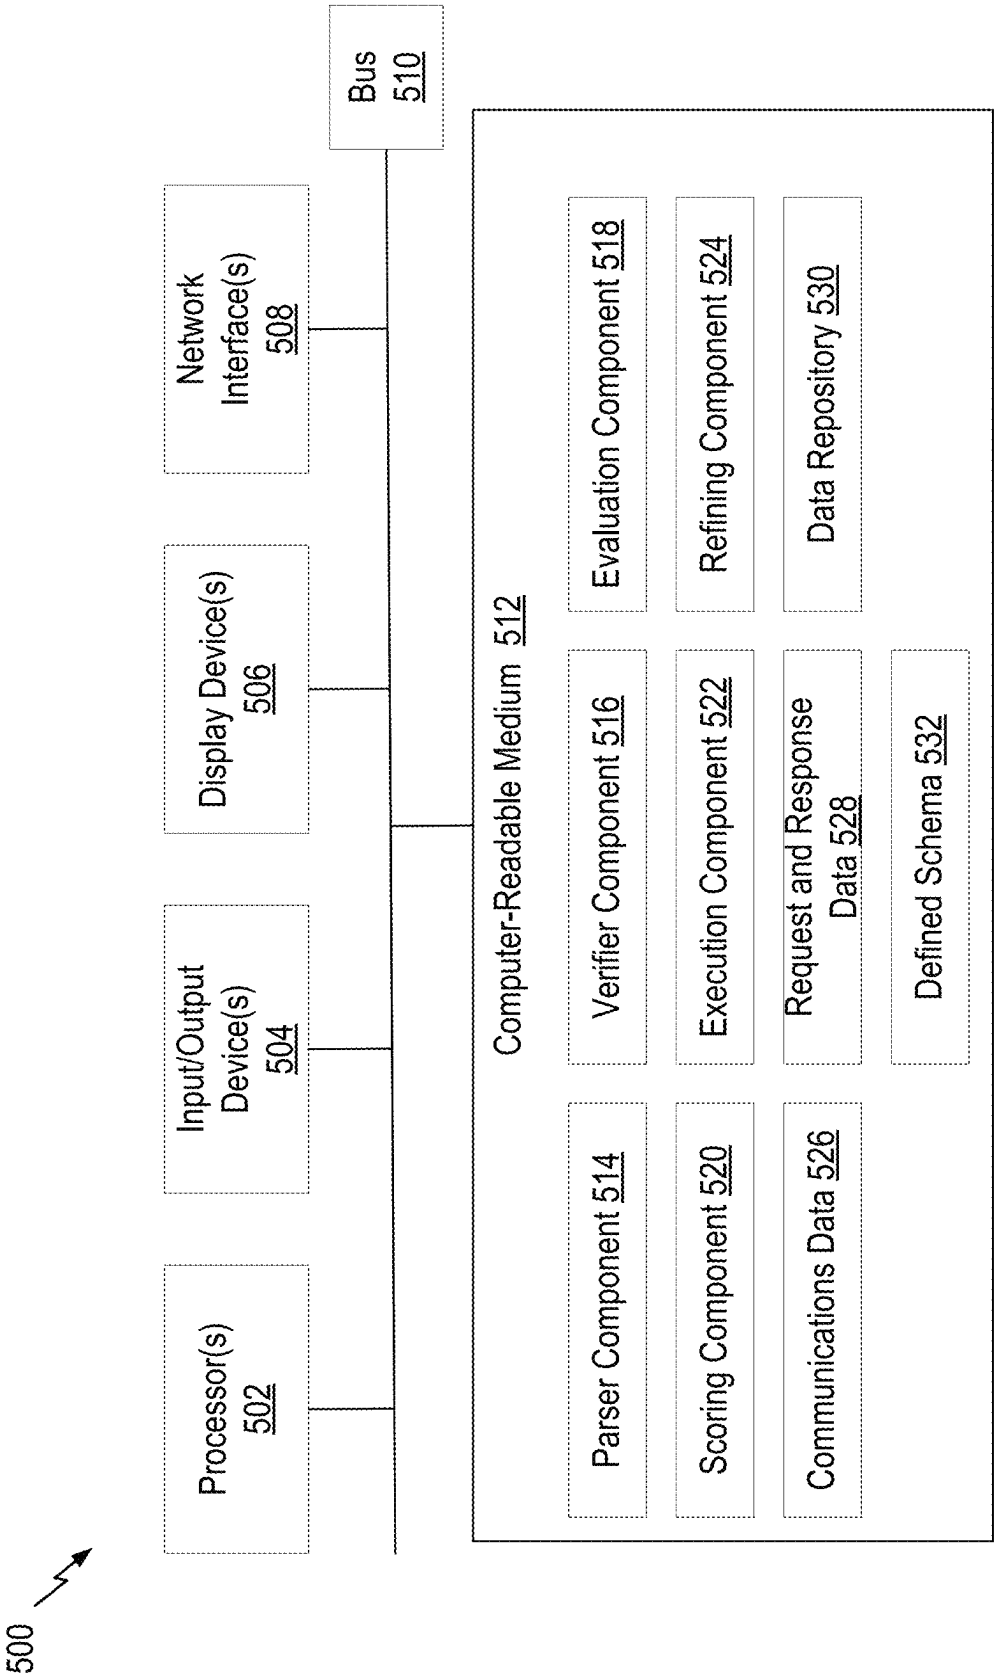 500
Processor(s)
502
Input/Output
Device(s)
504
Display Device(s)
506
Network
Interface(s)
508
Bus
510
Computer-Readable Medium 512
Parser Component 514
Verifier Component 516
Evaluation Component 518
Scoring Component 520
Execution Component 522
Refining Component 524
Communications Data 526
Request and Response
Data 528
Data Repository 530
Defined Schema 532